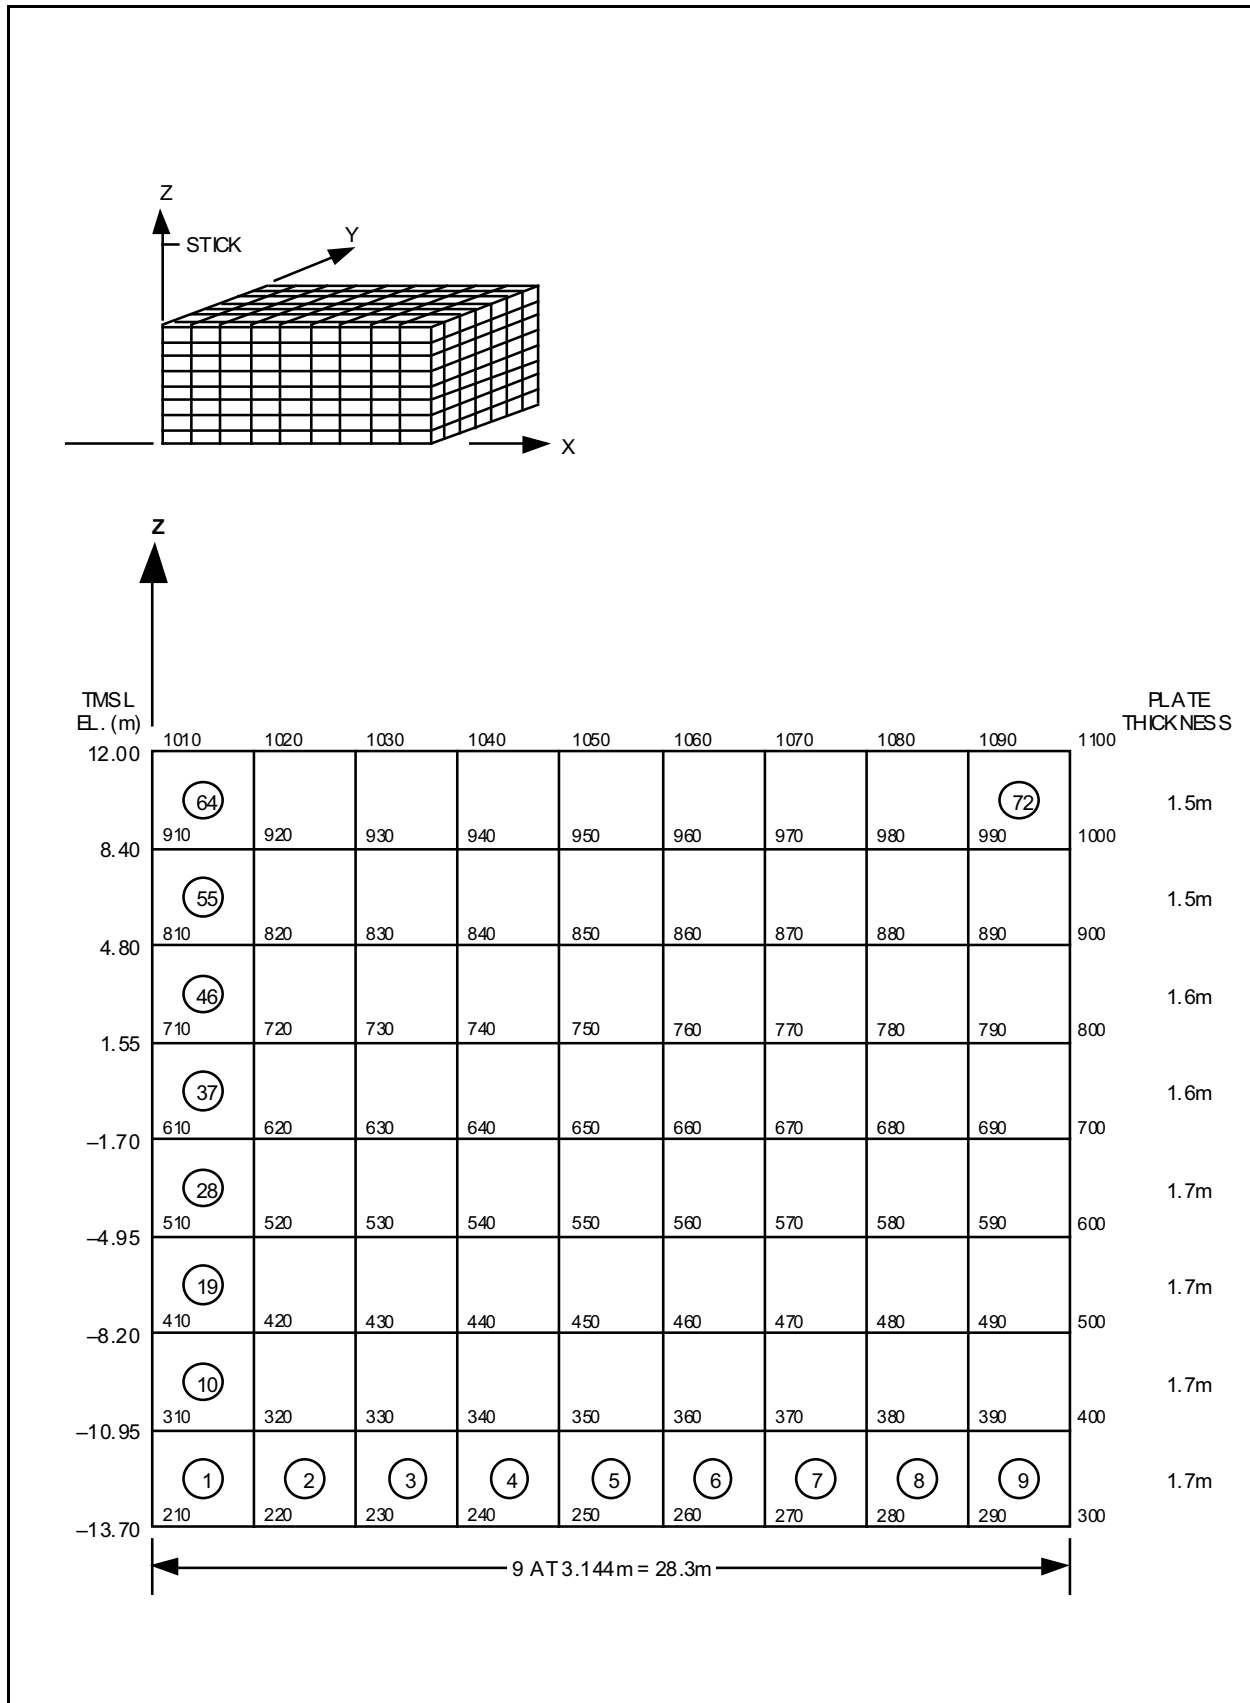 Z
STICK
Y
X
Z
TMSL
EL. (m)
PLATE
THICKNESS
1010 1020 1030 1040 1050 1060 1070 1080 1090 1100
12.00
64 72 1.5m
910 920 930 940 950 960 970 980 990 1000
8.40
55 1.5m
810 820 830 840 850 860 870 880 890 900
4.80
46 1.6m
710 720 730 740 750 760 770 780 790 800
1.55
37 1.6m
610 620 630 640 650 660 670 680 690 700
–1.70
28 1.7m
510 520 530 540 550 560 570 580 590 600
–4.95
19 1.7m
410 420 430 440 450 460 470 480 490 500
–8.20
10 1.7m
310 320 330 340 350 360 370 380 390 400
–10.95
1 2 3 4 5 6 7 8 9 1.7m
210 220 230 240 250 260 270 280 290 300
–13.70
9 AT 3.144m = 28.3m